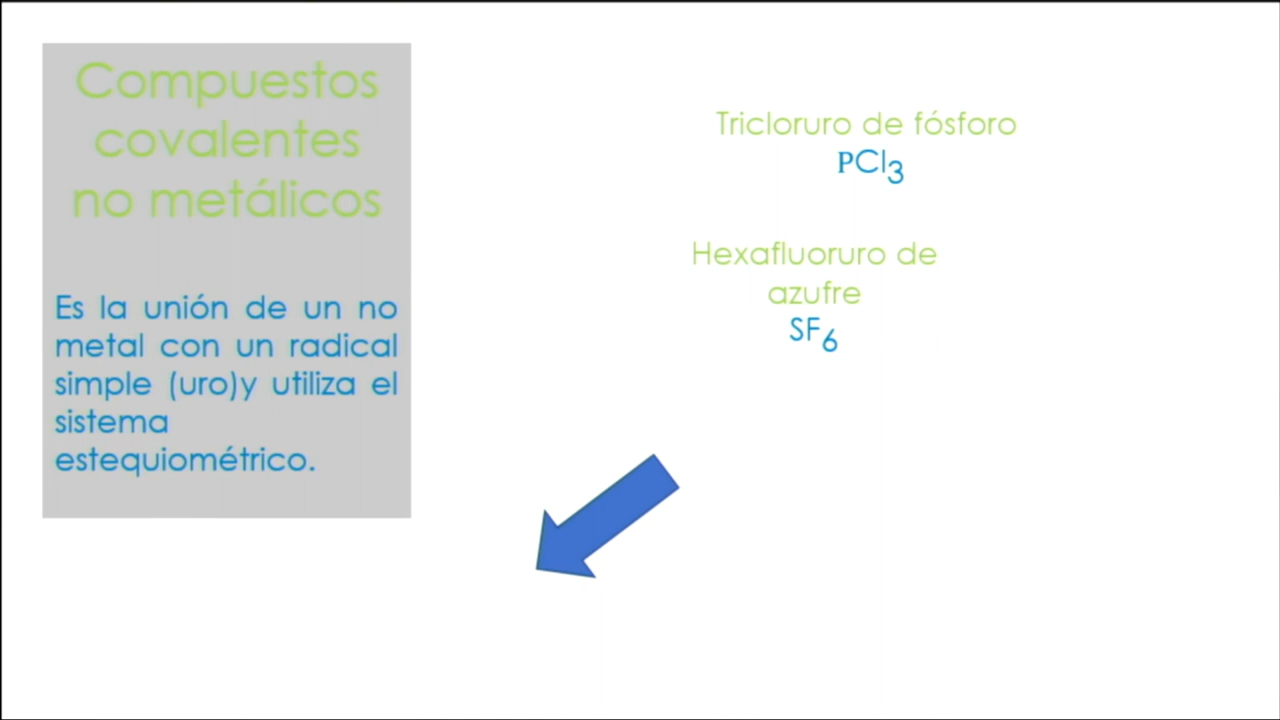 Compuestos
covalentes
no metálicos
Es la unión de un no
metal con un radical
simple (uro)y utiliza el
sistema
estequiométrico.
Tricloruro de fósforo
PCl3
Hexafluoruro de
azufre
SF6